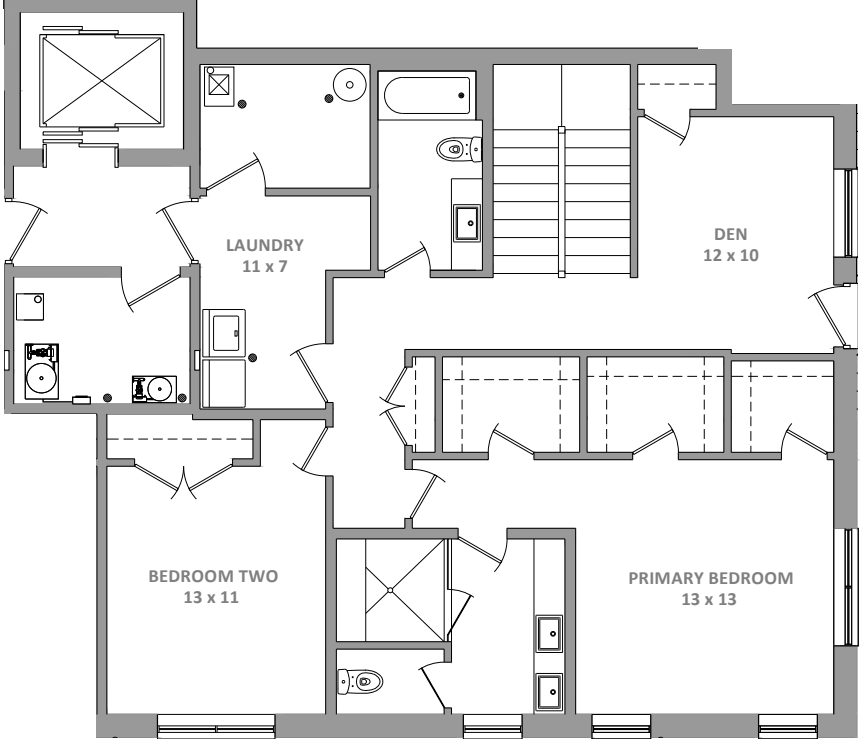 DEN
12 x 10
LAUNDRY
11 x 7
BEDROOM TWO
13 x 11
PRIMARY BEDROOM
13 x 13